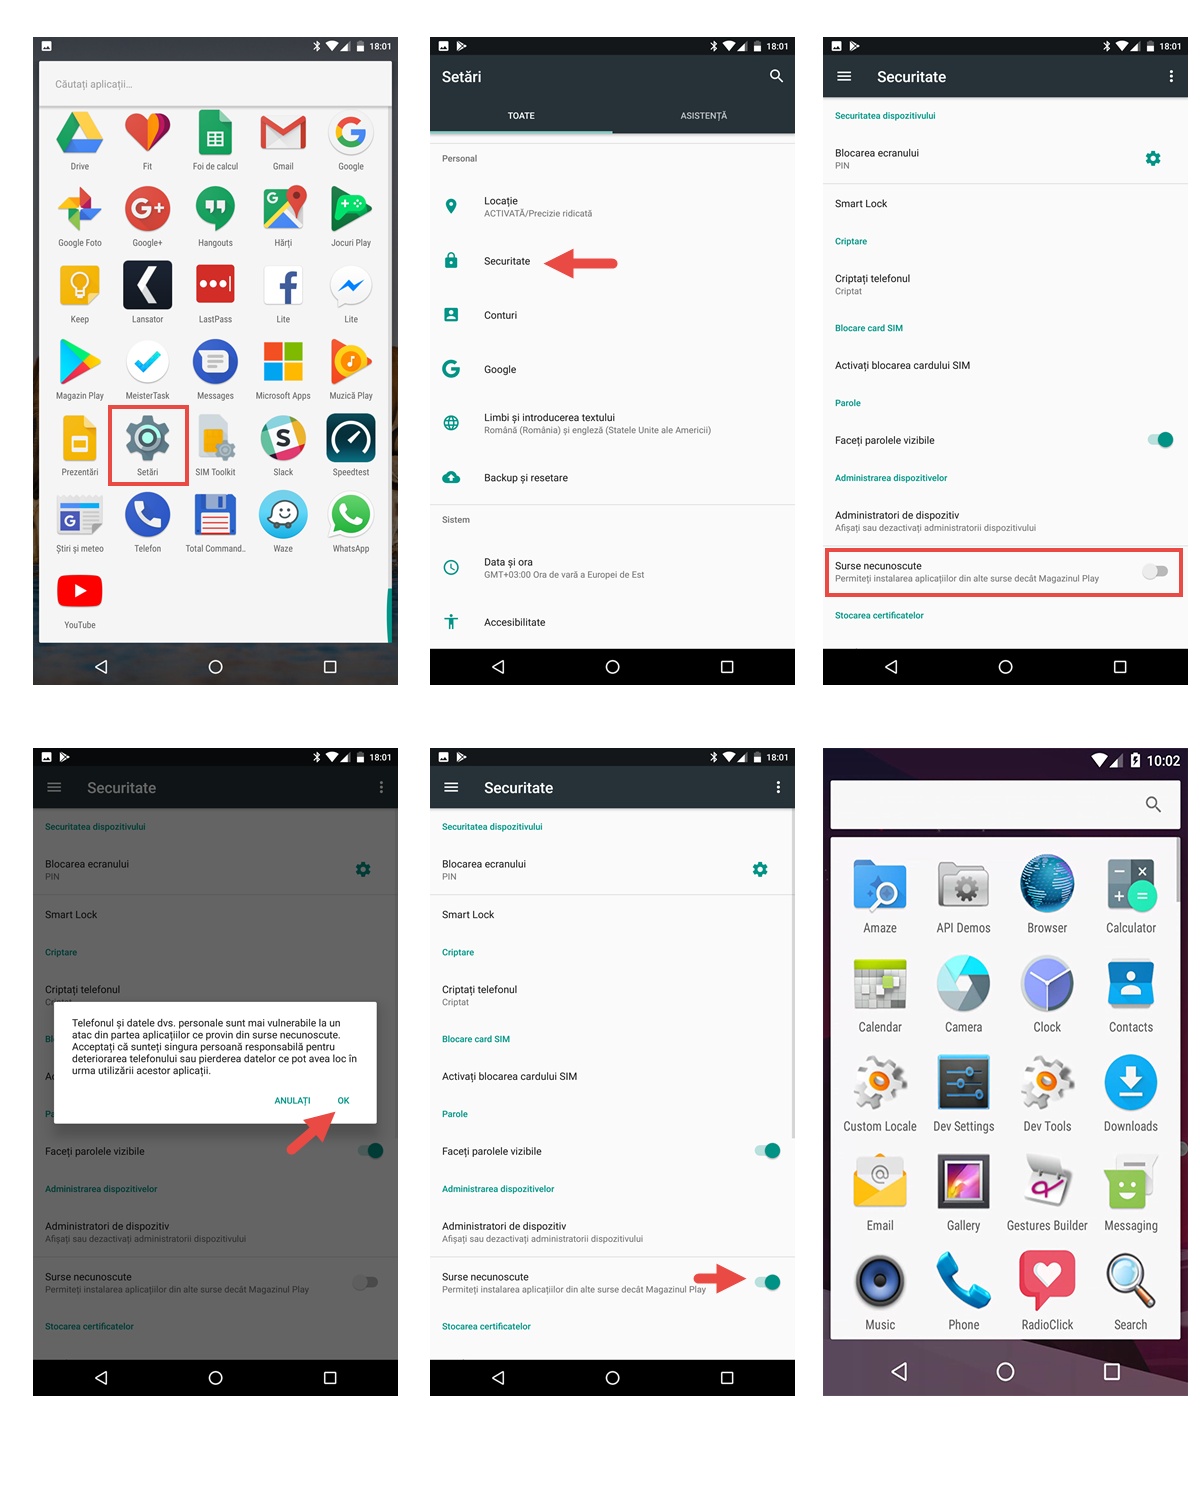 18:01
Căutați aplicații...
Drive Fit Foi de calcul Gmail Google
Google Foto Google+ Hangouts Hărți Jocuri Play
Keep Lansator LastPass Lite Lite
Magazin Play MeisterTask Messages Microsoft Apps Muzică Play
Prezentări Setări SIM Toolkit Slack Speedtest
Știri și meteo Telefon Total Command.. Waze WhatsApp
YouTube
18:01
Setări
TOATE ASISTENȚĂ
Personal
Locație
ACTIVATĂ/Precizie ridicată
Securitate
Conturi
Google
Limbi și introducerea textului
Română (România) și engleză (Statele Unite ale Americii)
Backup și resetare
Sistem
Data și ora
GMT+03:00 Ora de vară a Europei de Est
Accesibilitate
18:01
Securitate
Securitatea dispozitivului
Blocarea ecranului
PIN
Smart Lock
Criptare
Criptați telefonul
Criptat
Blocare card SIM
Activați blocarea cardului SIM
Parole
Faceți parolele vizibile
Administrarea dispozitivelor
Administratori de dispozitiv
Afișați sau dezactivați administratorii dispozitivului
Surse necunoscute
Permiteți instalarea aplicațiilor din alte surse decât Magazinul Play
Stocarea certificatelor
18:01
Securitate
Securitatea dispozitivului
Blocarea ecranului
PIN
Smart Lock
Criptare
Criptați telefonul
Telefonul și datele dvs. personale sunt mai vulnerabile la un
atac din partea aplicațiilor ce provin din surse necunoscute.
Acceptați că sunteți singura persoană responsabilă pentru
deteriorarea telefonului sau pierderea datelor ce pot avea loc în
urma utilizării acestor aplicații.
ANULAȚI OK
Faceți parolele vizibile
Administrarea dispozitivelor
Administratori de dispozitiv
Afișați sau dezactivați administratorii dispozitivului
Surse necunoscute
Permiteți instalarea aplicațiilor din alte surse decât Magazinul Play
Stocarea certificatelor
18:01
Securitate
Securitatea dispozitivului
Blocarea ecranului
PIN
Smart Lock
Criptare
Criptați telefonul
Criptat
Blocare card SIM
Activați blocarea cardului SIM
Parole
Faceți parolele vizibile
Administrarea dispozitivelor
Administratori de dispozitiv
Afișați sau dezactivați administratorii dispozitivului
Surse necunoscute
Permiteți instalarea aplicațiilor din alte surse decât Magazinul Play
Stocarea certificatelor
10:02
Amaze API Demos Browser Calculator
Calendar Camera Clock Contacts
Custom Locale Dev Settings Dev Tools Downloads
Email Gallery Gestures Builder Messaging
Music Phone RadioClick Search